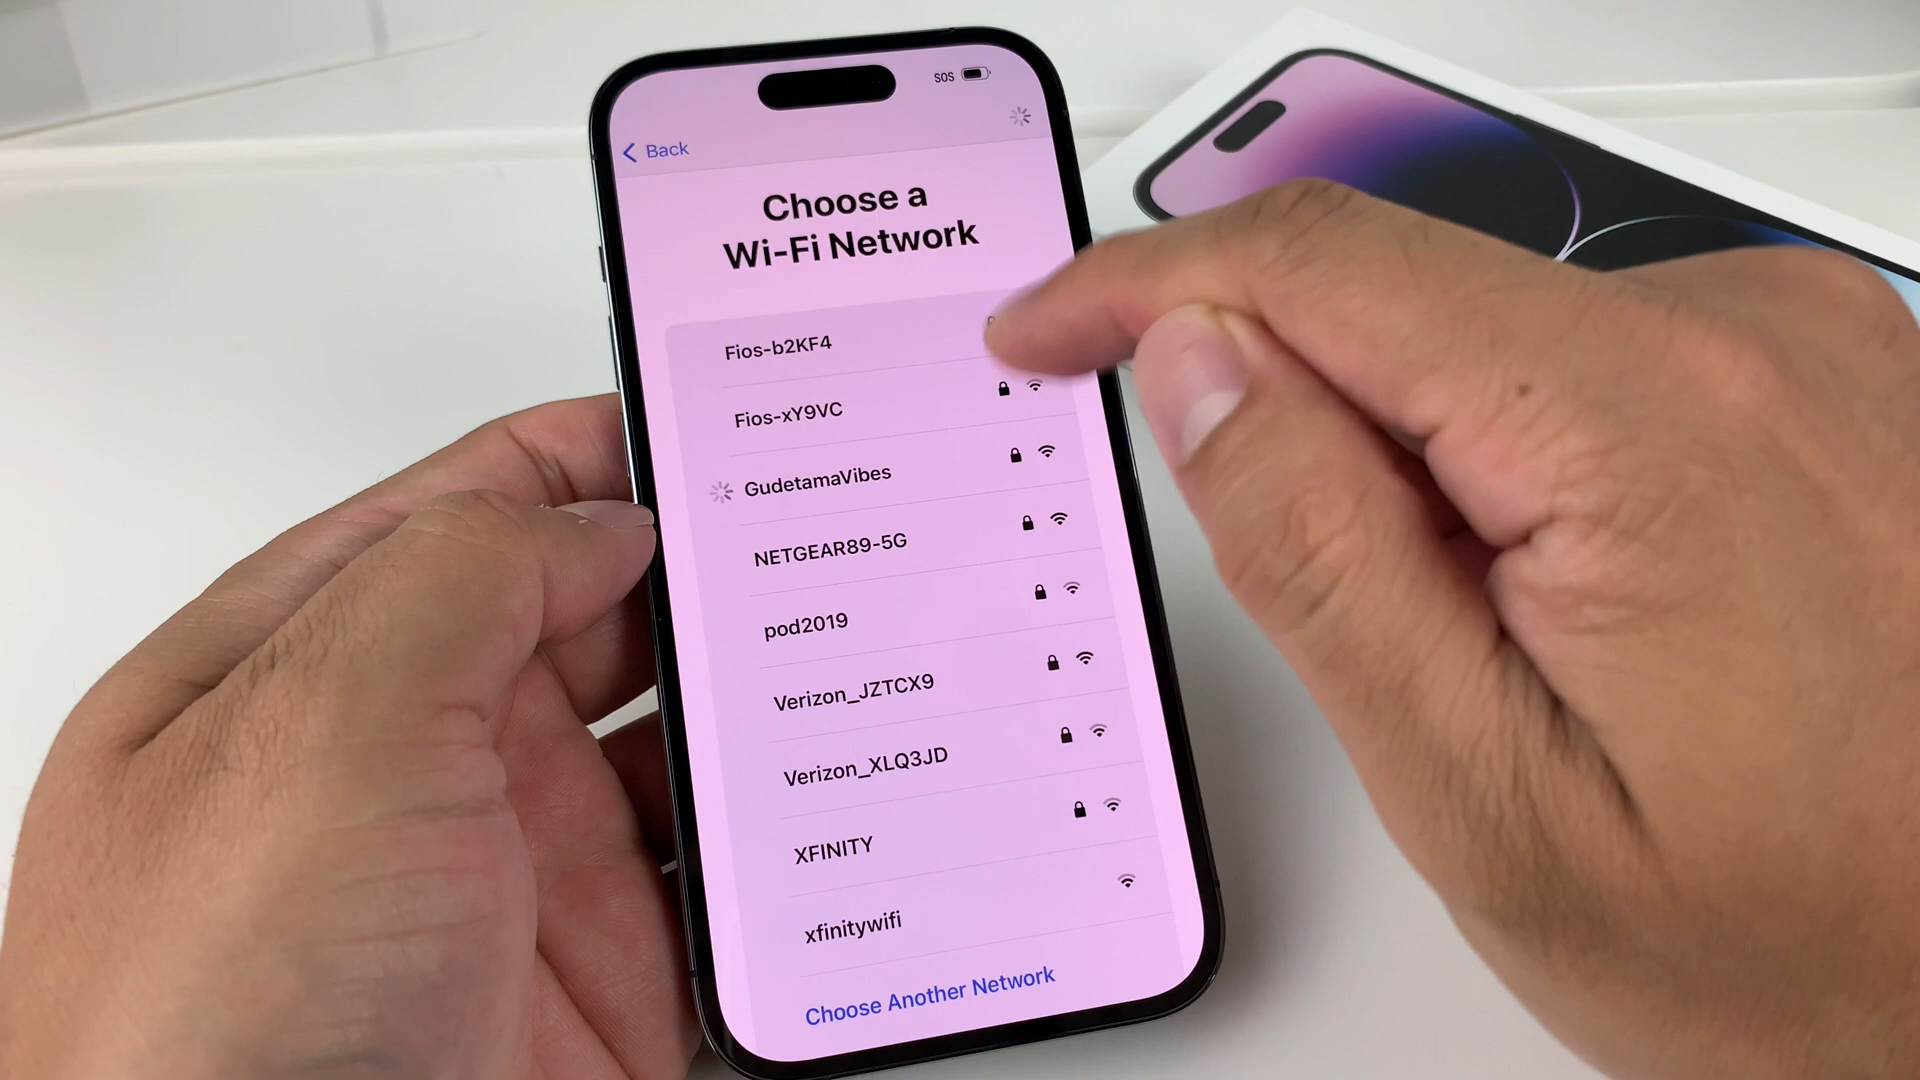 SOS
Back
Choose a
Wi-Fi Network
Fios-b2KF4
Fios-xY9VC
GudetamaVibes
NETGEAR89-5G
pod2019
Verizon_JZTCX9
Verizon_XLQ3JD
XFINITY
xfinitywifi
Choose Another Network